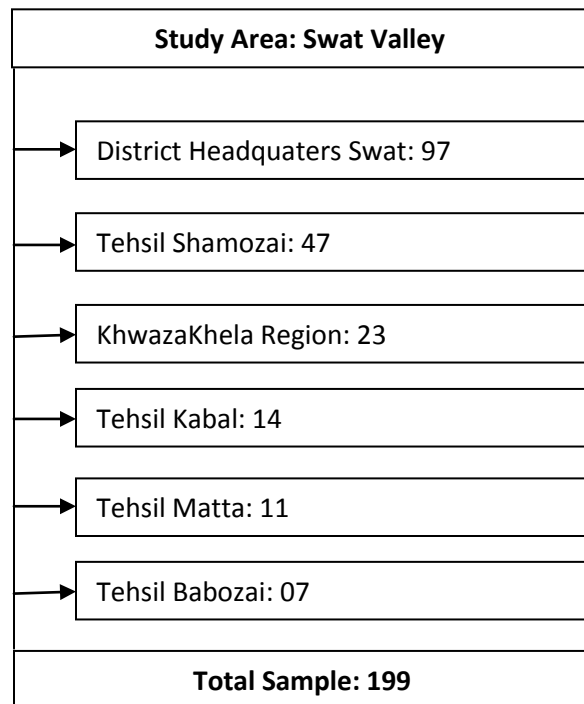 Study Area: Swat Valley
District Headquaters Swat: 97
Tehsil Shamozai: 47
KhwazaKhela Region: 23
Tehsil Kabal: 14
Tehsil Matta: 11
Tehsil Babozai: 07
Total Sample: 199